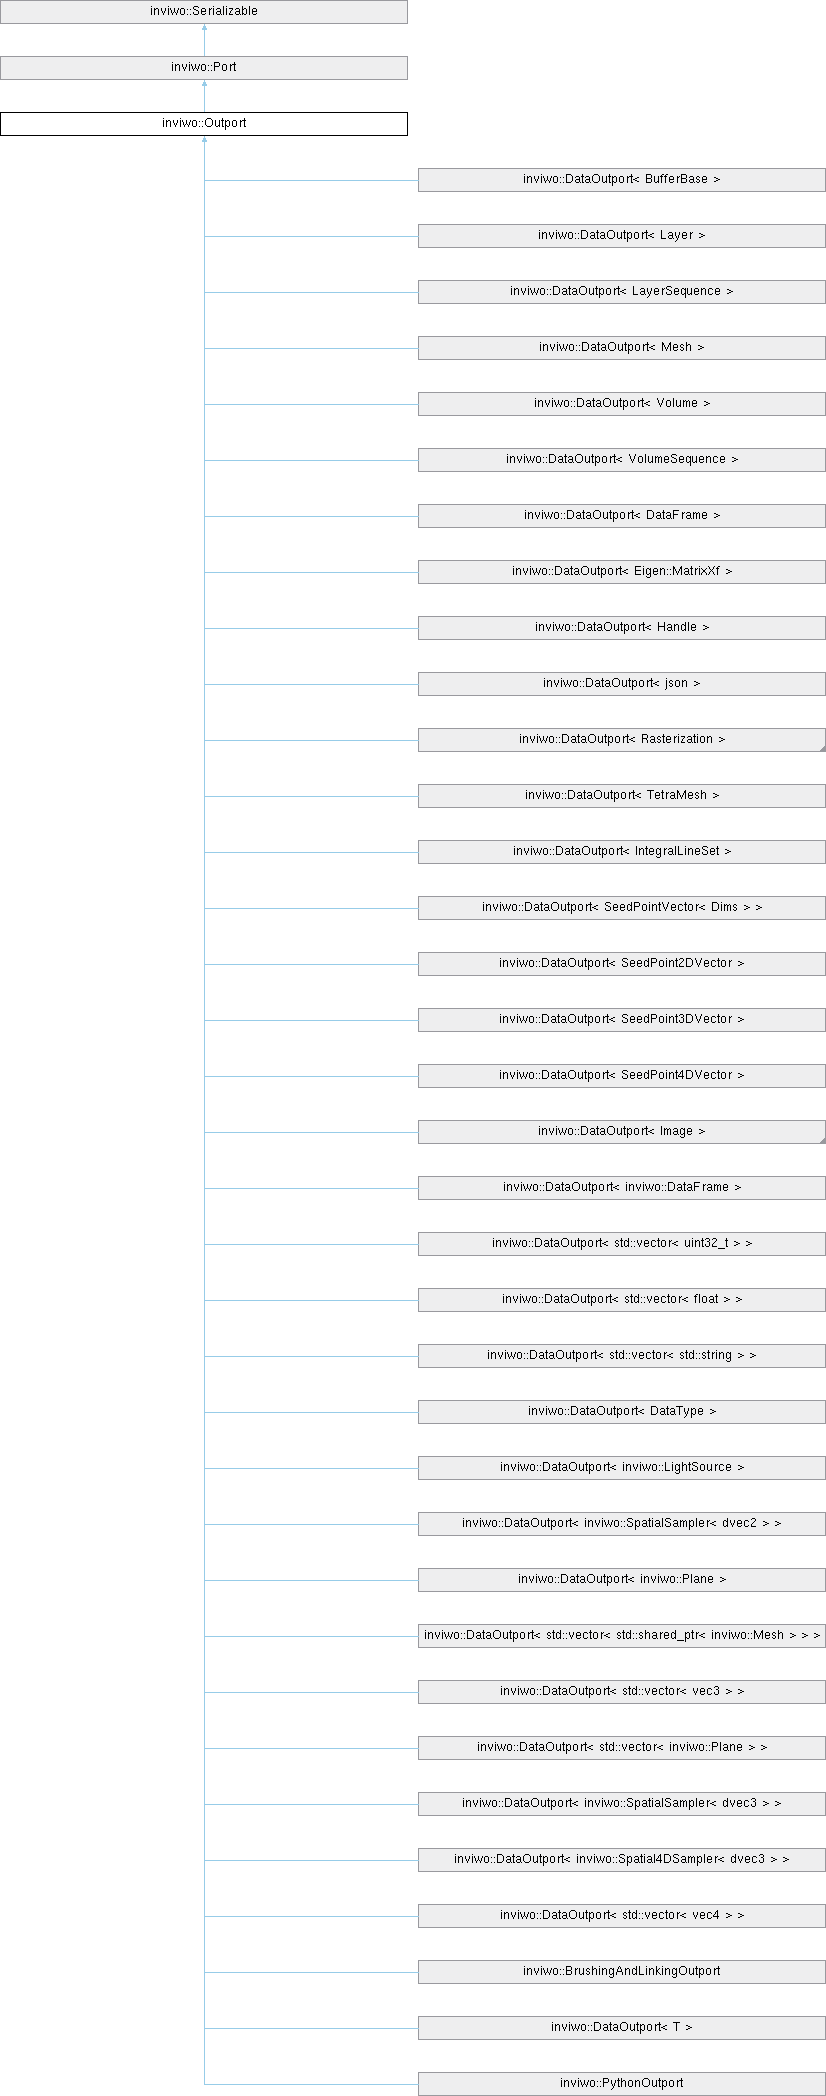 inviwo::Serializable
inviwo::Port
inviwo::Outport
inviwo::DataOutport< BufferBase >
inviwo::DataOutport< Layer >
inviwo::DataOutport< LayerSequence >
inviwo::DataOutport< Mesh >
inviwo::DataOutport< Volume >
inviwo::DataOutport< VolumeSequence >
inviwo::DataOutport< DataFrame >
inviwo::DataOutport< Eigen::MatrixXf >
inviwo::DataOutport< Handle >
inviwo::DataOutport< json >
inviwo::DataOutport< Rasterization >
inviwo::DataOutport< TetraMesh >
inviwo::DataOutport< IntegralLineSet >
inviwo::DataOutport< SeedPointVector< Dims > >
inviwo::DataOutport< SeedPoint2DVector >
inviwo::DataOutport< SeedPoint3DVector >
inviwo::DataOutport< SeedPoint4DVector >
inviwo::DataOutport< Image >
inviwo::DataOutport< inviwo::DataFrame >
inviwo::DataOutport< std::vector< uint32_t > >
inviwo::DataOutport< std::vector< float > >
inviwo::DataOutport< std::vector< std::string > >
inviwo::DataOutport< DataType >
inviwo::DataOutport< inviwo::LightSource >
inviwo::DataOutport< inviwo::SpatialSampler< dvec2 > >
inviwo::DataOutport< inviwo::Plane >
inviwo::DataOutport< std::vector< std::shared_ptr< inviwo::Mesh > > >
inviwo::DataOutport< std::vector< vec3 > >
inviwo::DataOutport< std::vector< inviwo::Plane > >
inviwo::DataOutport< inviwo::SpatialSampler< dvec3 > >
inviwo::DataOutport< inviwo::Spatial4DSampler< dvec3 > >
inviwo::DataOutport< std::vector< vec4 > >
inviwo::BrushingAndLinkingOutport
inviwo::DataOutport< T >
inviwo::PythonOutport